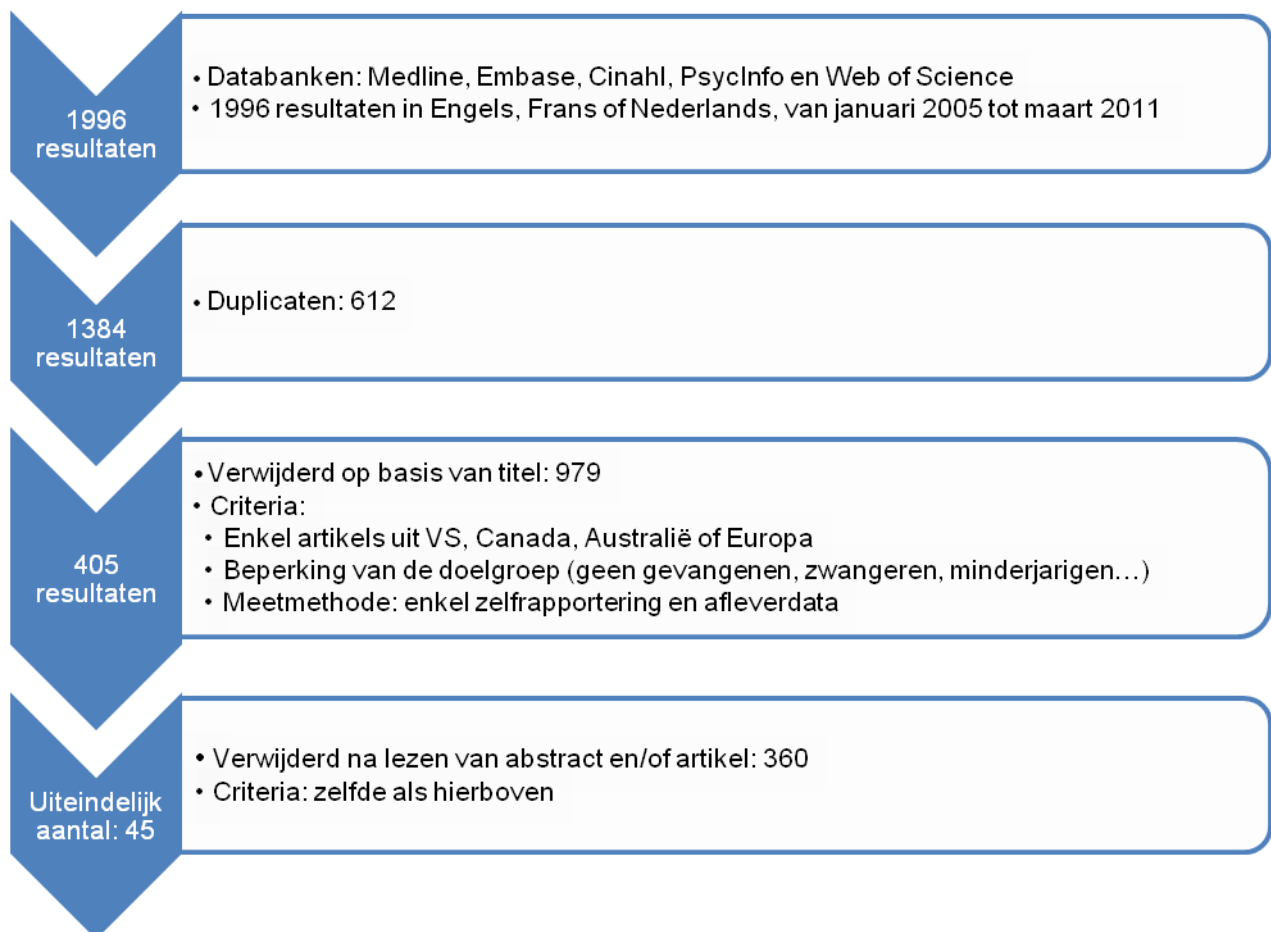 1996
resultaten
• Databanken: Medline, Embase, Cinahl, PsycInfo en Web of Science
• 1996 resultaten in Engels, Frans of Nederlands, van januari 2005 tot maart 2011
1384
resultaten
• Duplicaten: 612
405
resultaten
• Verwijderd op basis van titel: 979
• Criteria:
• Enkel artikels uit VS, Canada, Australië of Europa
• Beperking van de doelgroep (geen gevangenen, zwangeren, minderjarigen…)
• Meetmethode: enkel zelfrapportering en afleverdata
Uiteindelijk
aantal: 45
• Verwijderd na lezen van abstract en/of artikel: 360
• Criteria: zelfde als hierboven